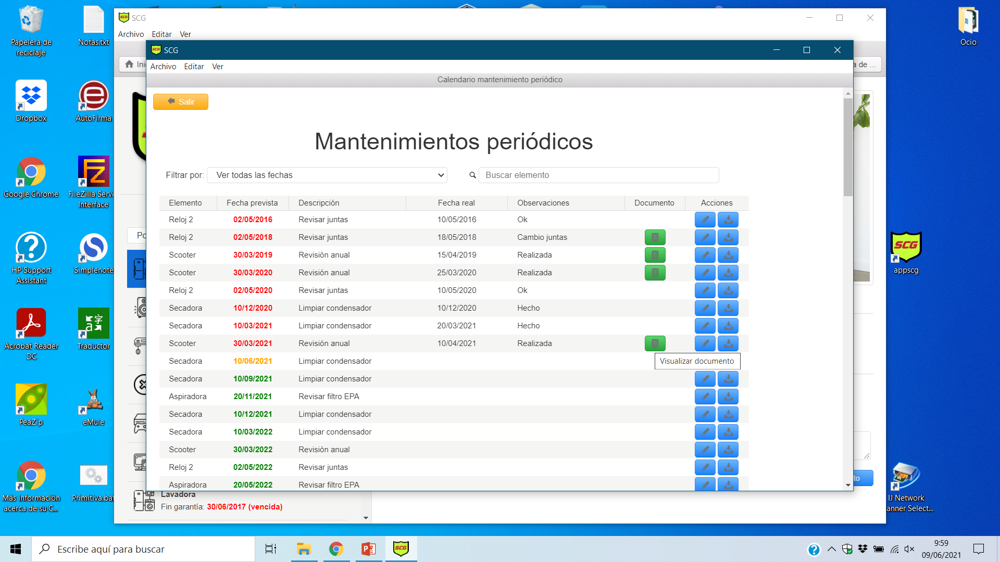 SCG
Archivo Editar Ver
SCG
Archivo Editar Ver
Calendario mantenimiento periódico
Salir
Mantenimientos periódicos
Filtrar por: Ver todas las fechas Buscar elemento
Elemento Fecha prevista Descripción Fecha real Observaciones Documento Acciones
Reloj 2 02/05/2016 Revisar juntas 10/05/2016 Ok
Reloj 2 02/05/2018 Revisar juntas 18/05/2018 Cambio juntas
Scooter 30/03/2019 Revisión anual 15/04/2019 Realizada
Scooter 30/03/2020 Revisión anual 25/03/2020 Realizada
Reloj 2 02/05/2020 Revisar juntas 10/05/2020 Ok
Secadora 10/12/2020 Limpiar condensador 10/12/2020 Hecho
Secadora 10/03/2021 Limpiar condensador 20/03/2021 Hecho
Scooter 30/03/2021 Revisión anual 10/04/2021 Realizada
Secadora 10/06/2021 Limpiar condensador
Visualizar documento
Secadora 10/09/2021 Limpiar condensador
Aspiradora 20/11/2021 Revisar filtro EPA
Secadora 10/12/2021 Limpiar condensador
Secadora 10/03/2022 Limpiar condensador
Scooter 30/03/2022 Revisión anual
Reloj 2 02/05/2022 Revisar juntas
Aspiradora 20/05/2022 Revisar filtro EPA
Lavadora
Fin garantía: 30/06/2017 (vencida)
Ini
a de ...
Po
to
Papelera de
reciclaje
Notas.txt
Dropbox
AutoFirma
Google Chrome
FileZilla Serve
Interface
HP Support
Assistant
Simplenote
Acrobat Reader
DC
Traductor
PeaZip
eMule
Más información
acerca de su C...
Primitiva.bat
Ocio
SCG
appscg
IJ Network
anner Select...
Escribe aquí para buscar
SCG
9:59
09/06/2021